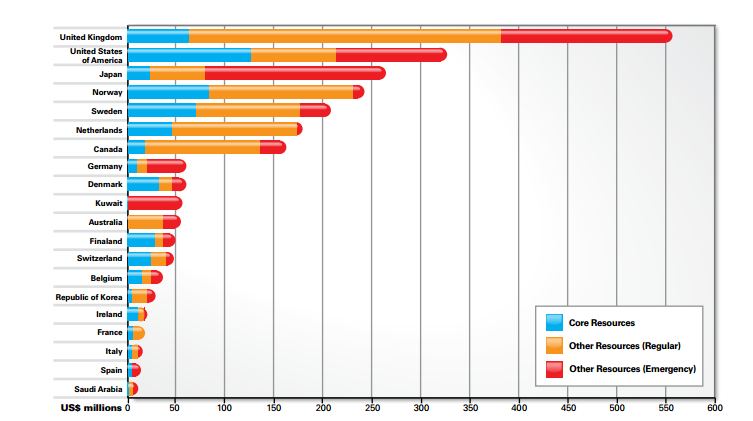 United Kingdom
United States
of America
Japan
Norway
Sweden
Netherlands
Canada
Germany
Denmark
Kuwait
Australia
Finaland
Switzerland
Belgium
Republic of Korea
Ireland
France
Italy
Spain
Saudi Arabia
Core Resources
Other Resources (Regular)
Other Resources (Emergency)
US$ millions 0 50 100 150 200 250 300 350 400 450 500 550 600